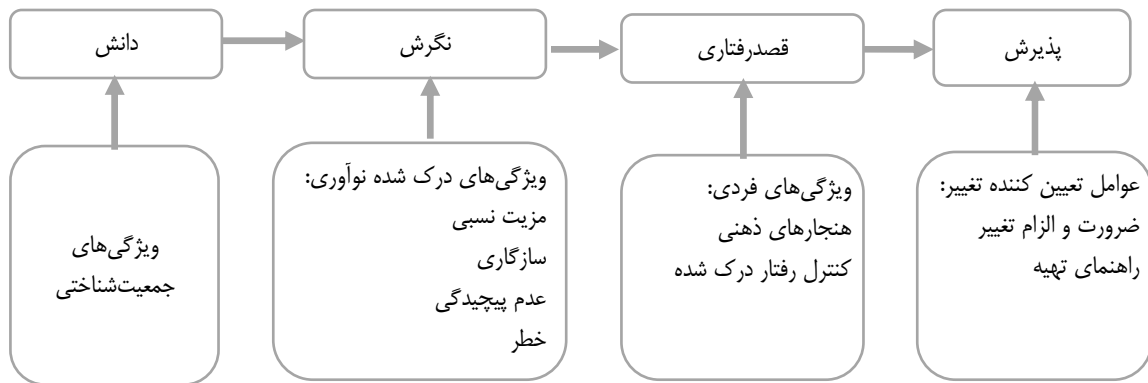 دانش
نگرش
قصدرفتاری
پذیرش
ویژگی‌های
جمعیت‌شناختی
ویژگی‌های درک شده نوآوری:
مزیت نسبی
سازگاری
عدم پیچیدگی
خطر
ویژگی‌های فردی:
هنجارهای ذهنی
کنترل رفتار درک شده
عوامل تعیین کننده تغییر:
ضرورت و الزام تغییر
راهنمای تهیه